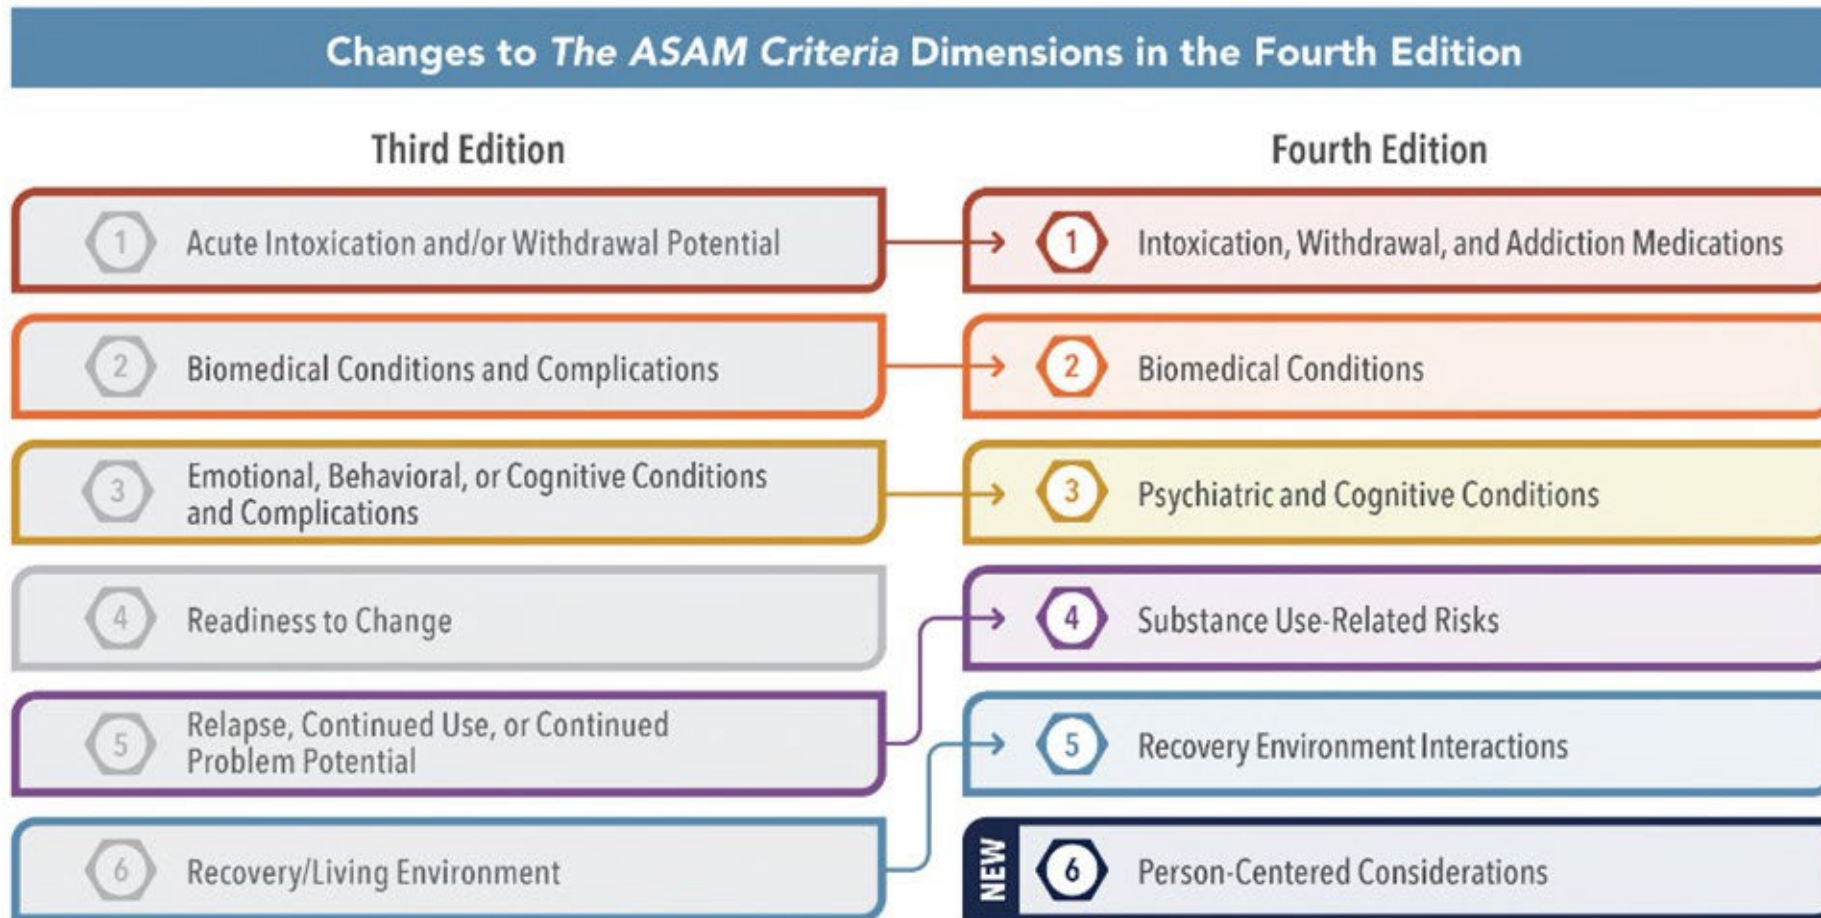 Changes to The ASAM Criteria Dimensions in the Fourth Edition
Third Edition
1 Acute Intoxication and/or Withdrawal Potential
2 Biomedical Conditions and Complications
3 Emotional, Behavioral, or Cognitive Conditions
and Complications
4 Readiness to Change
5 Relapse, Continued Use, or Continued
Problem Potential
6 Recovery/Living Environment
Fourth Edition
1 Intoxication, Withdrawal, and Addiction Medications
2 Biomedical Conditions
3 Psychiatric and Cognitive Conditions
4 Substance Use-Related Risks
5 Recovery Environment Interactions
NEW 6 Person-Centered Considerations